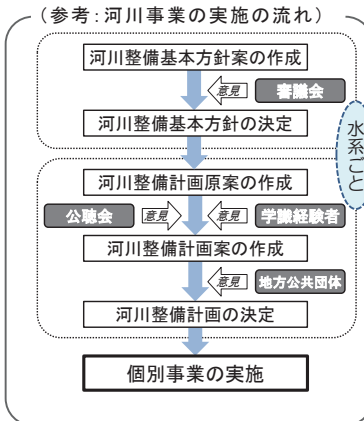 （参考：河川事業の実施の流れ）
河川整備基本方針案の作成
意見 審議会
河川整備基本方針の決定
水系ごと
河川整備計画原案の作成
公聴会 意見 意見 学識経験者
河川整備計画案の作成
意見 地方公共団体
河川整備計画の決定
個別事業の実施